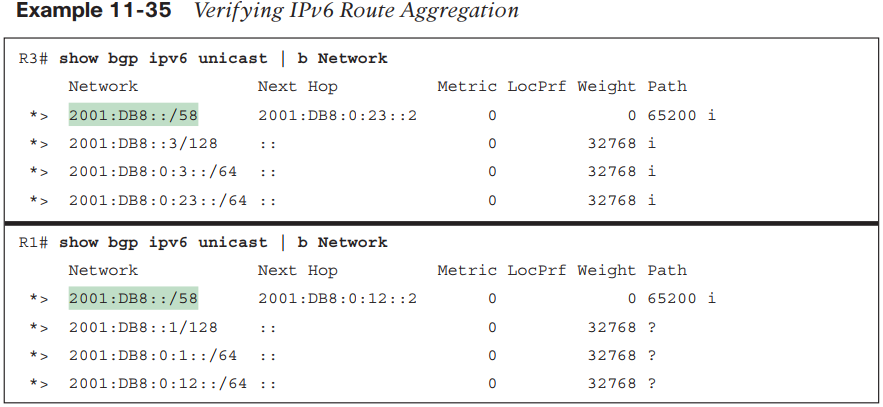 Example 11-35 Verifying IPv6 Route Aggregation
R3# show bgp ipv6 unicast | b Network
Network Next Hop Metric LocPrf Weight Path
*> 2001:DB8::/58 2001:DB8:0:23::2 0 0 65200 i
*> 2001:DB8::3/128 :: 0 32768 i
*> 2001:DB8:0:3::/64 :: 0 32768 i
*> 2001:DB8:0:23::/64 :: 0 32768 i
R1# show bgp ipv6 unicast | b Network
Network Next Hop Metric LocPrf Weight Path
*> 2001:DB8::/58 2001:DB8:0:12::2 0 0 65200 i
*> 2001:DB8::1/128 :: 0 32768 ?
*> 2001:DB8:0:1::/64 :: 0 32768 ?
*> 2001:DB8:0:12::/64 :: 0 32768 ?